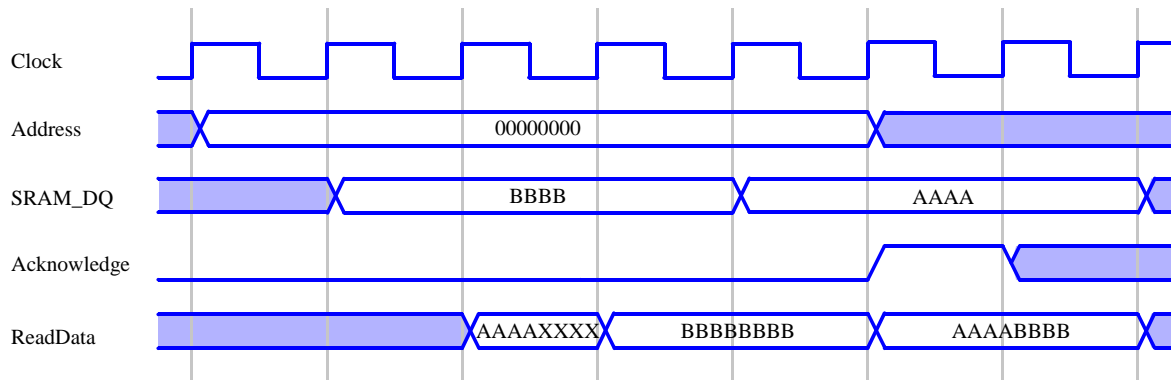 Clock
Address
00000000
SRAM_DQ
BBBB
AAAA
Acknowledge
ReadData
AAAAXXXX
BBBBBBBB
AAAABBBB